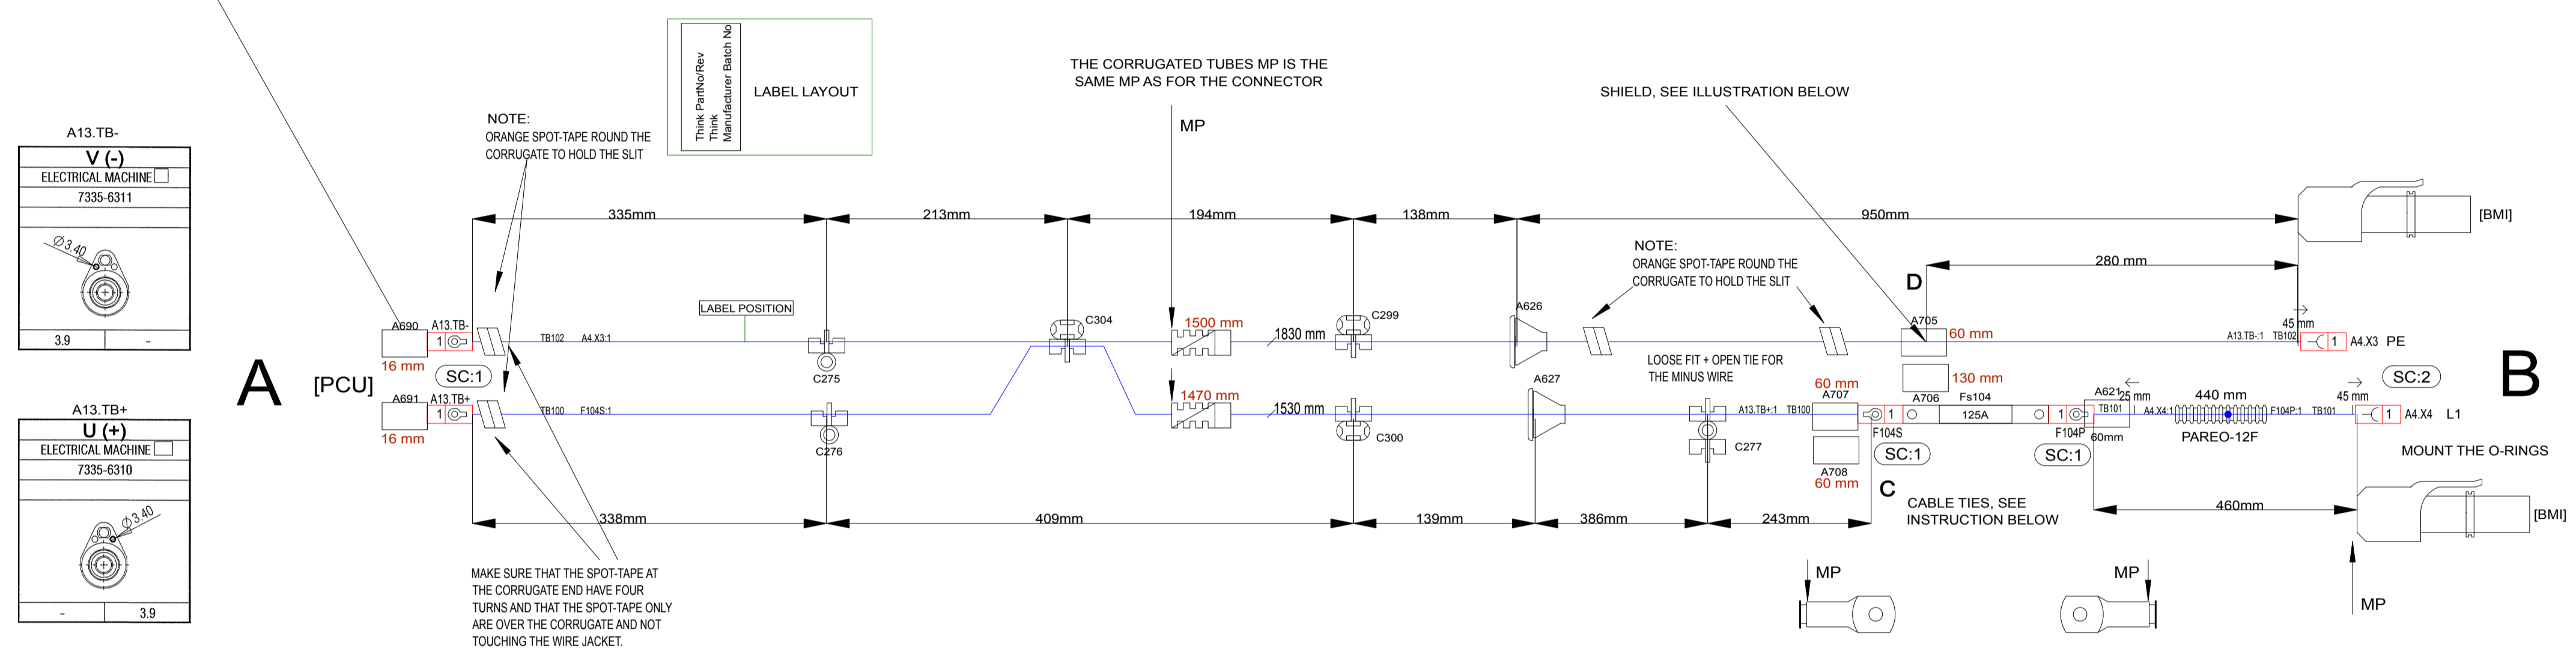 A13.TB-
V (-)
ELECTRICAL MACHINE
7335-6311
Ø3.40
3.9 -
A13.TB+
U (+)
ELECTRICAL MACHINE
7335-6310
Ø3.40
- 3.9
A
[PCU]
NOTE:
ORANGE SPOT-TAPE ROUND THE
CORRUGATE TO HOLD THE SLIT
Think PartNo/Rev
Think
Manufacturer Batch No
LABEL LAYOUT
THE CORRUGATED TUBES MP IS THE
SAME MP AS FOR THE CONNECTOR
MP
SHIELD, SEE ILLUSTRATION BELOW
335mm
213mm
194mm
138mm
950mm
[BMI]
NOTE:
ORANGE SPOT-TAPE ROUND THE
CORRUGATE TO HOLD THE SLIT
D
280 mm
A690
A13.TB-
1
16 mm
TB102
A4.X3:1
LABEL POSITION
C275
C304
1500 mm
1830 mm
C299
A626
A705
60 mm
45 mm
A13.TB-:1
TB102
1
A4.X3
PE
SC:1
LOOSE FIT + OPEN TIE FOR
THE MINUS WIRE
130 mm
A706
SC:2
B
A691
A13.TB+
1
16 mm
TB100
F104S:1
C276
1470 mm
1530 mm
C300
A627
C277
A13.TB+:1
TB100
60 mm
A707
A708
60 mm
1
F104S
SC:1
Fs104
125A
1
F104P
SC:1
A621
TB101
25 mm
60mm
A4.X4:1
440 mm
PAREO-12F
F104P:1
TB101
45 mm
1
A4.X4
L1
MOUNT THE O-RINGS
338mm
409mm
139mm
386mm
243mm
C
CABLE TIES, SEE
INSTRUCTION BELOW
460mm
[BMI]
MAKE SURE THAT THE SPOT-TAPE AT
THE CORRUGATE END HAVE FOUR
TURNS AND THAT THE SPOT-TAPE ONLY
ARE OVER THE CORRUGATE AND NOT
TOUCHING THE WIRE JACKET.
MP
MP
MP